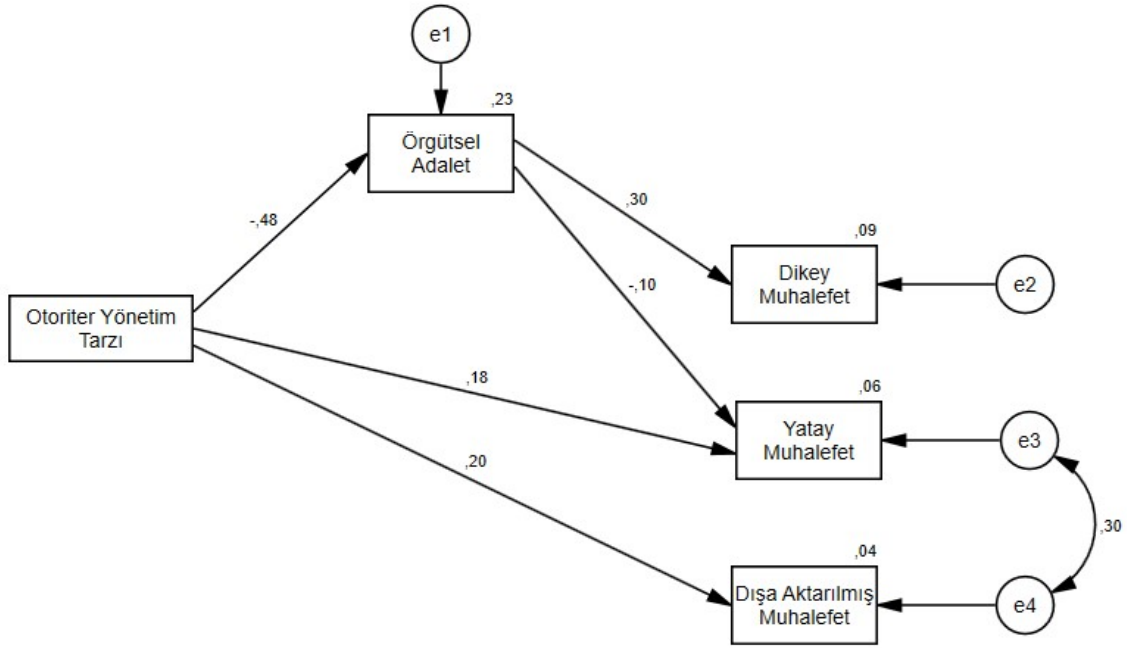 e1
,23
Örgütsel
Adalet
-,48
,30
,09
Dikey
Muhalefet
e2
-,10
Otoriter Yönetim
Tarzı
,18
,06
Yatay
Muhalefet
e3
,20
,30
,04
Dışa Aktarılmış
Muhalefet
e4